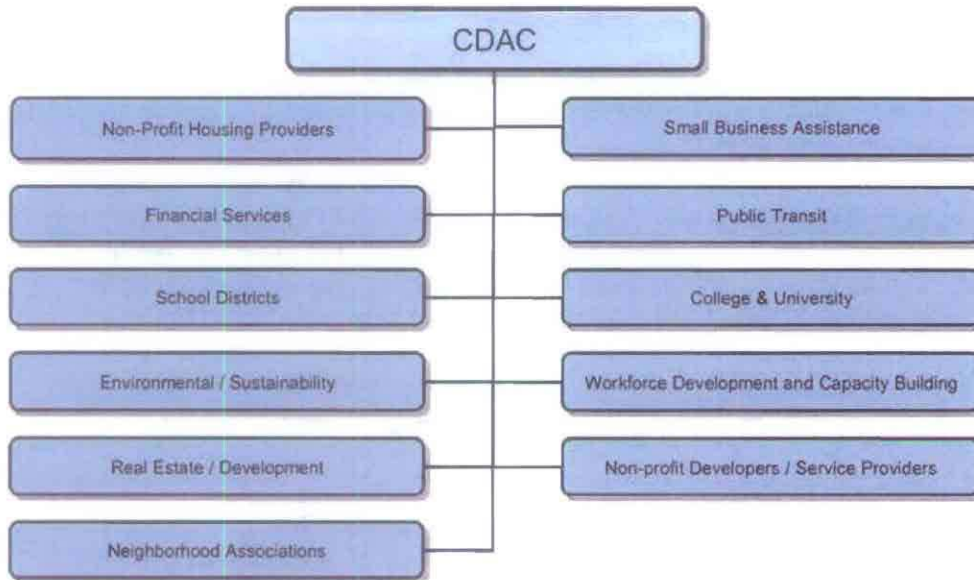 CDAC
Non-Profit Housing Providers
Small Business Assistance
Financial Services
Public Transit
School Districts
College & University
Environmental / Sustainability
Workforce Development and Capacity Building
Real Estate / Development
Non-profit Developers / Service Providers
Neighborhood Associations